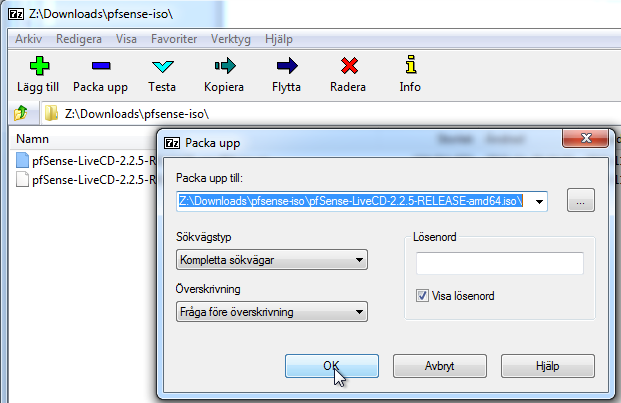 Z:\Downloads\pfsense-iso\
Arkiv Redigera Visa Favoriter Verktyg Hjälp
Lägg till Packa upp Testa Kopiera Flytta Radera Info
Z:\Downloads\pfsense-iso\
Namn
pfSense-LiveCD-2.2.5-R
pfSense-LiveCD-2.2.5-R
Packa upp
Packa upp till:
Z:\Downloads\pfsense-iso\pfSense-LiveCD-2.2.5-RELEASE-amd64.iso\
...
Sökvägstyp
Kompletta sökvägar
Lösenord
Visa lösenord
Överskrivning
Fråga före överskrivning
OK Avbryt Hjälp